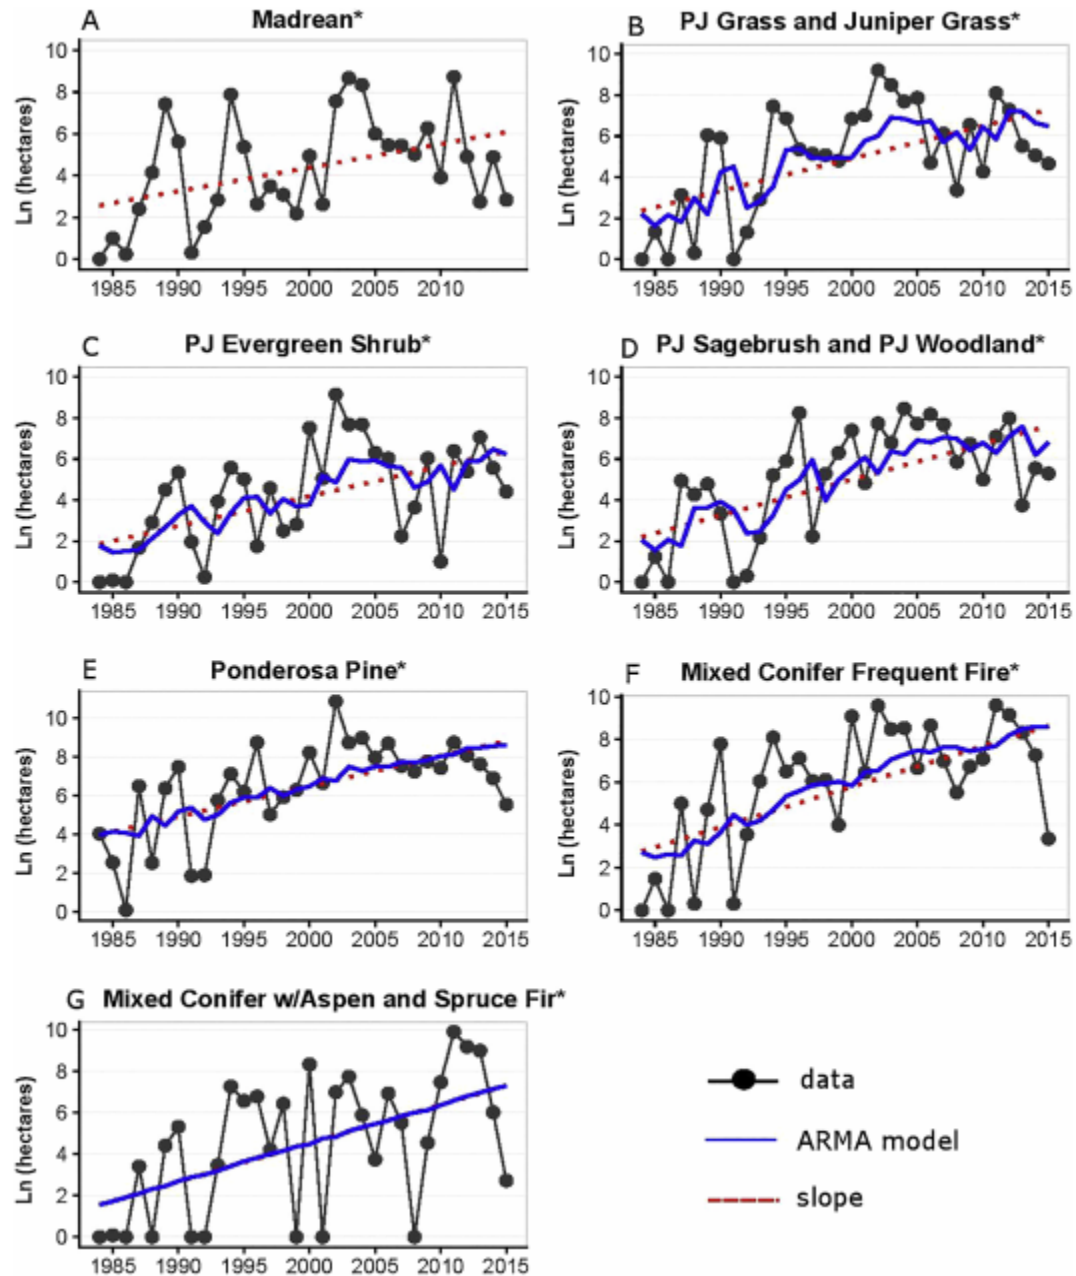 A Madrean*
Ln (hectares)
10
8
6
4
2
0
1985 1990 1995 2000 2005 2010
B PJ Grass and Juniper Grass*
Ln (hectares)
10
8
6
4
2
0
1985 1990 1995 2000 2005 2010 2015
C PJ Evergreen Shrub*
Ln (hectares)
10
8
6
4
2
0
1985 1990 1995 2000 2005 2010 2015
D PJ Sagebrush and PJ Woodland*
Ln (hectares)
10
8
6
4
2
0
1985 1990 1995 2000 2005 2010 2015
E Ponderosa Pine*
Ln (hectares)
10
8
6
4
2
0
1985 1990 1995 2000 2005 2010 2015
F Mixed Conifer Frequent Fire*
Ln (hectares)
10
8
6
4
2
0
1985 1990 1995 2000 2005 2010 2015
G Mixed Conifer w/Aspen and Spruce Fir*
Ln (hectares)
10
8
6
4
2
0
1985 1990 1995 2000 2005 2010 2015
data
ARMA model
slope